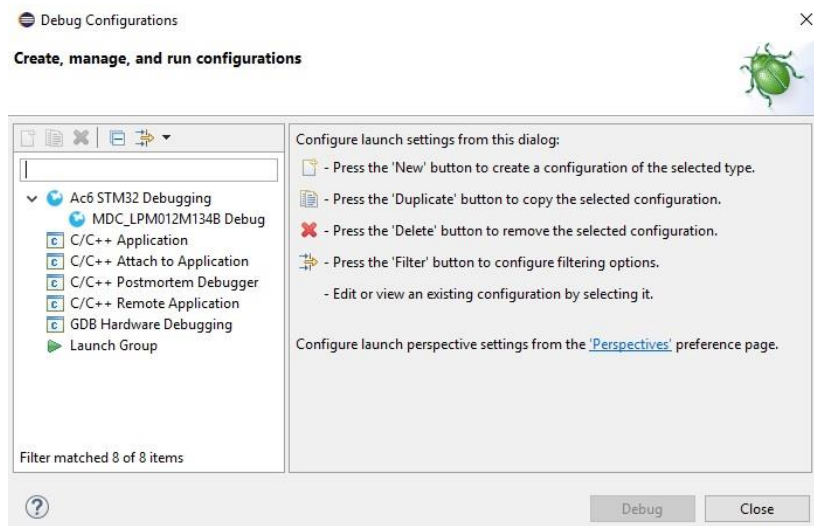 Debug Configurations
Create, manage, and run configurations
Ac6 STM32 Debugging
MDC_LPM012M134B Debug
C/C++ Application
C/C++ Attach to Application
C/C++ Postmortem Debugger
C/C++ Remote Application
GDB Hardware Debugging
Launch Group
Filter matched 8 of 8 items
Configure launch settings from this dialog:
- Press the 'New' button to create a configuration of the selected type.
- Press the 'Duplicate' button to copy the selected configuration.
- Press the 'Delete' button to remove the selected configuration.
- Press the 'Filter' button to configure filtering options.
- Edit or view an existing configuration by selecting it.
Configure launch perspective settings from the 'Perspectives' preference page.
Debug
Close